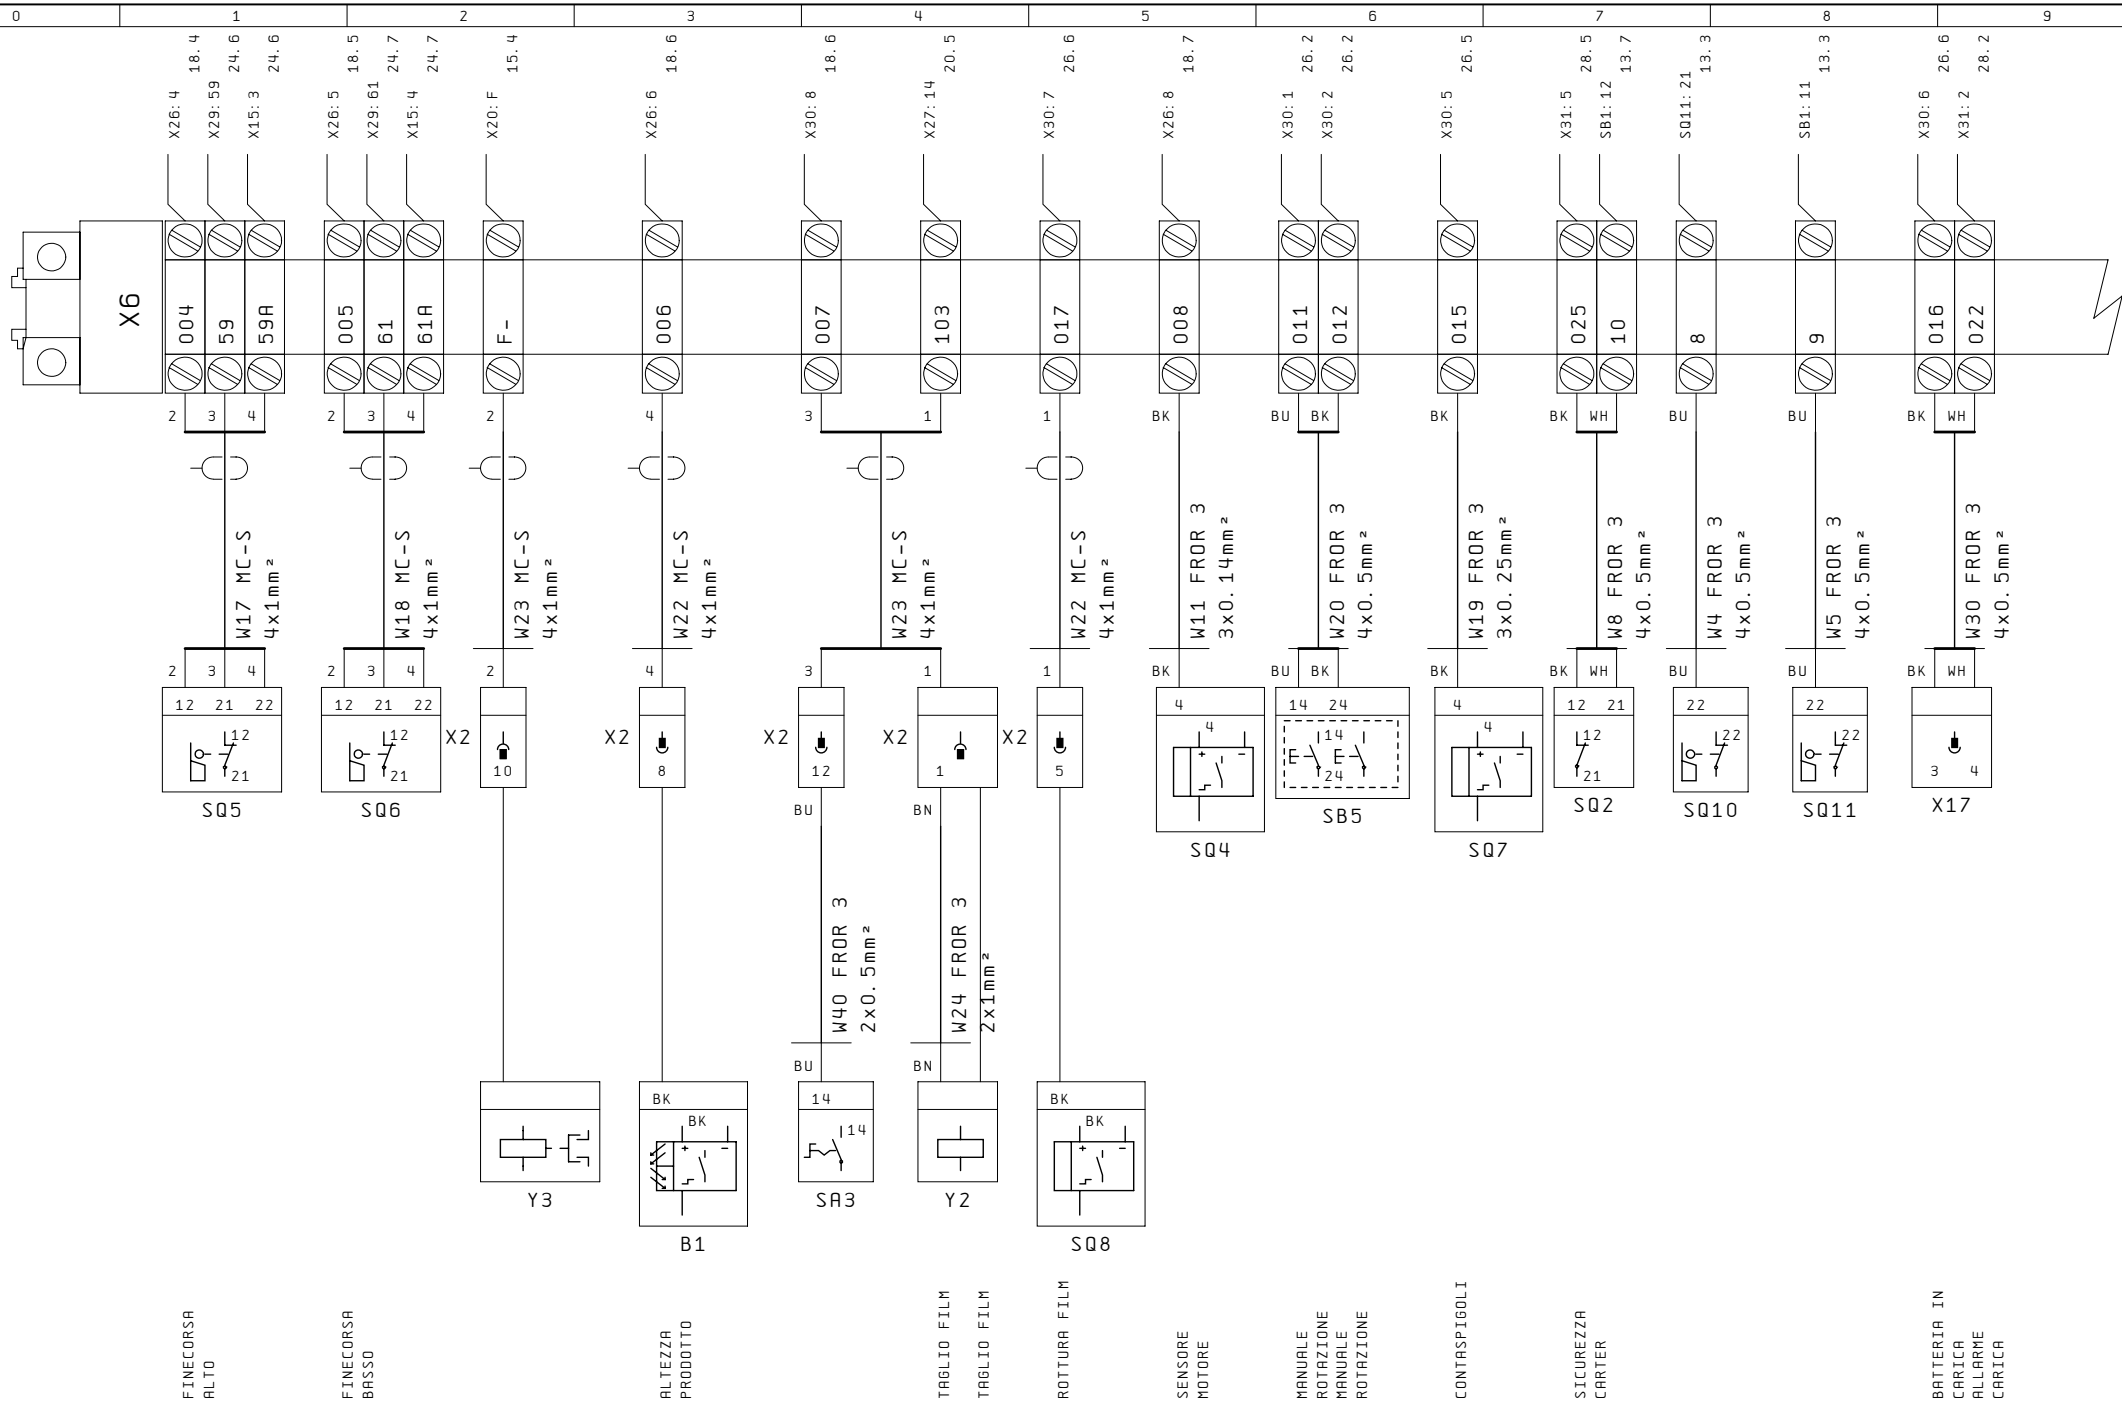 0 1 2 3 4 5 6 7 8 9
18.4 24.6 24.6 18.5 24.7 24.7 15.4 18.6 18.6 20.5 26.6 18.7 26.2 26.2 26.5 28.5 13.7 13.3 13.3 26.6 28.2
X26:4 X29:59 X15:3 X26:5 X29:61 X15:4 X20:F X26:6 X30:8 X27:14 X30:7 X26:8 X30:1 X30:2 X30:5 X31:5 SB1:12 SQ11:21 SB1:11 X30:6 X31:2
X6 004 59 59A 005 61 61A F- 006 007 103 017 008 011 012 015 025 10 8 9 016 022
2 3 4 2 3 4 2 4 3 1 1 BK BU BK BK BK WH BU BU BK WH
W17 MC-S
4x1mm²
W18 MC-S
4x1mm²
W23 MC-S
4x1mm²
W22 MC-S
4x1mm²
W23 MC-S
4x1mm²
W22 MC-S
4x1mm²
W11 FROR 3
3x0.14mm²
W20 FROR 3
4x0.5mm²
W19 FROR 3
3x0.25mm²
W8 FROR 3
4x0.5mm²
W4 FROR 3
4x0.5mm²
W5 FROR 3
4x0.5mm²
W30 FROR 3
4x0.5mm²
2 3 4 2 3 4 2 4 3 1 1 BK BU BK BK BK WH BU BU BK WH
12 21 22 12 21 22 4 14 24 4 12 21 22 22
12 12 X2 X2 X2 X2 X2 4 14 4 12 22 22
21 21 10 8 12 1 5 24 21 3 4
SQ5 SQ6 SQ4 SB5 SQ7 SQ2 SQ10 SQ11 X17
BU BN
W40 FROR 3
2x0.5mm²
W24 FROR 3
2x1mm²
BU BN
BK 14 BK
BK 14 BK
+ - + - + - + -
Y3 B1 SA3 Y2 SQ8
FINECORSA
ALTO
FINECORSA
BASSO
ALTEZZA
PRODOTTO
TAGLIO FILM
TAGLIO FILM
ROTTURA FILM
SENSORE
MOTORE
MANUALE
ROTAZIONE
MANUALE
ROTAZIONE
CONTASPIGOLI
SICUREZZA
CARTER
BATTERIA IN
CARICA
ALLARME
CARICA